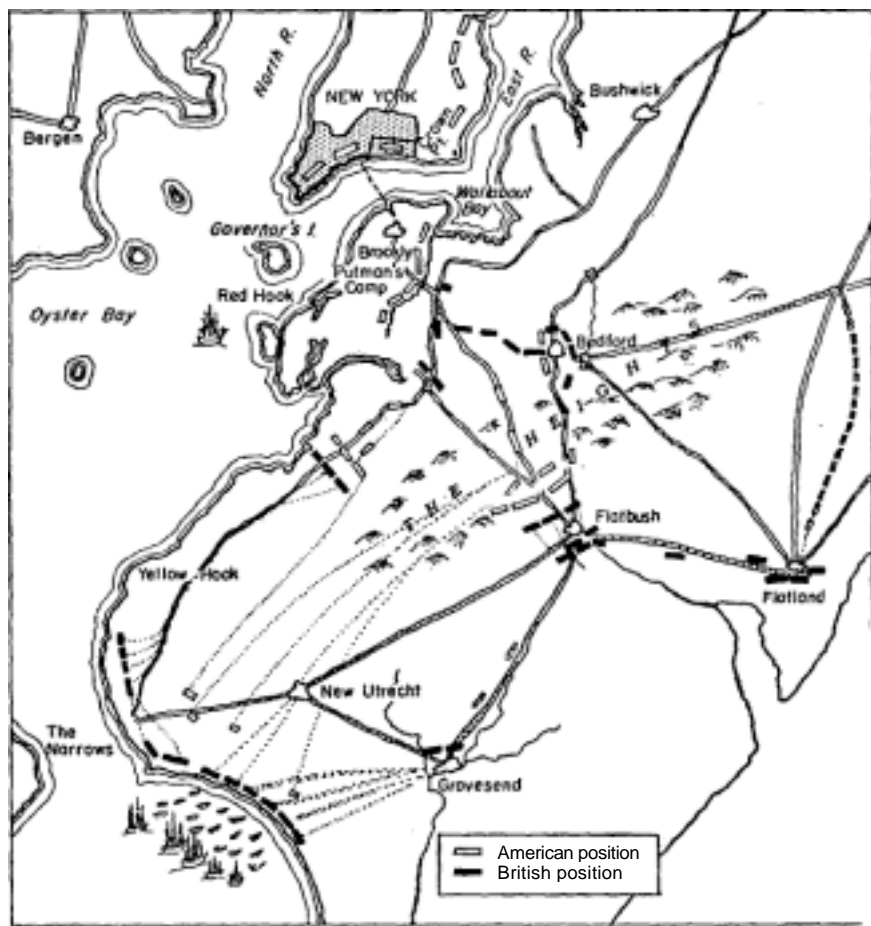 North R.
East R.
NEW YORK
Bushwick
Bergen
Wallabout
Bay
Governor's I.
Brooklyn
Putman's
Camp
Red Hook
Oyster Bay
Bedford
THE HEIGHTS
Flatbush
Yellow Hook
Flatland
New Utrecht
The
Narrows
Gravesend
American position
British position